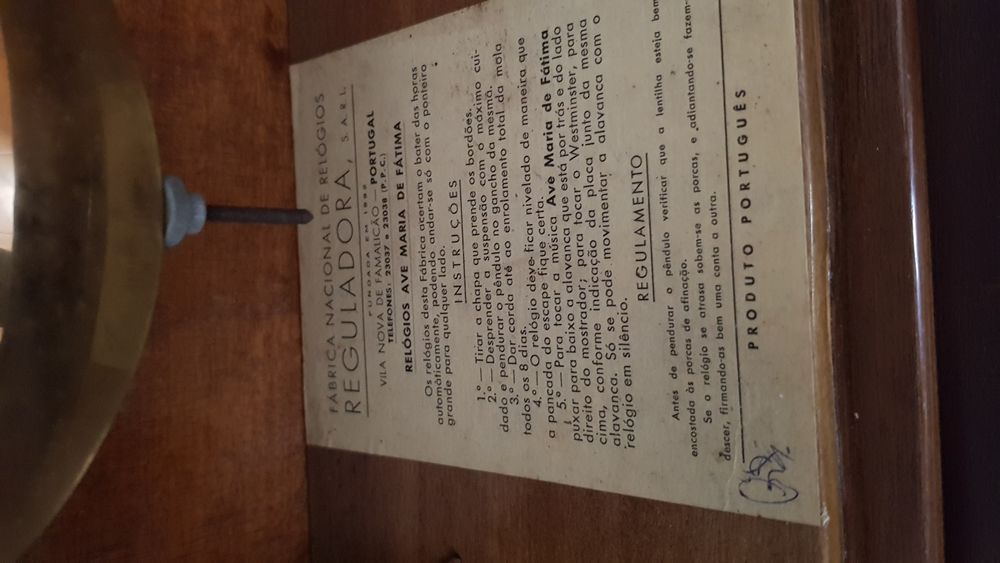 FÁBRICA NACIONAL DE RELÓGIOS
REGULADORA, S.A.R.L.
FUNDADA EM
VILA NOVA DE FAMALICÃO — PORTUGAL
TELEFONES: 23037 e 23038 (P.P.C.)
RELÓGIOS AVE MARIA DE FÁTIMA
Os relógios desta Fábrica acertam o bater das horas
automàticamente, podendo andar-se só com o ponteiro
grande para qualquer lado.
INSTRUÇÕES
1.º — Tirar a chapa que prende os bordões.
2.º — Desprender a suspensão com o máximo cui-
dado e pendurar o pêndulo no gancho da mesma.
3.º — Dar corda até ao enrolamento total da mola
todos os 8 dias.
4.º — O relógio deve ficar nivelado de maneira que
a pancada do escape fique certa.
5.º — Para tocar a música Ave Maria de Fátima
puxar para baixo a alavanca que está por trás e do lado
direito do mostrador; para tocar o Westminster, para
cima, conforme indicação da placa junto da mesma
alavanca. Só se pode movimentar a alavanca com o
relógio em silêncio.
REGULAMENTO
Antes de pendurar o pêndulo verificar que a lentilha esteja bem
encostada às porcas de afinação.
Se o relógio se atrasa sobem-se as porcas, e adiantando-se fazem-
descer, firmando-as bem uma conta a outra.
PRODUTO PORTUGUÊS